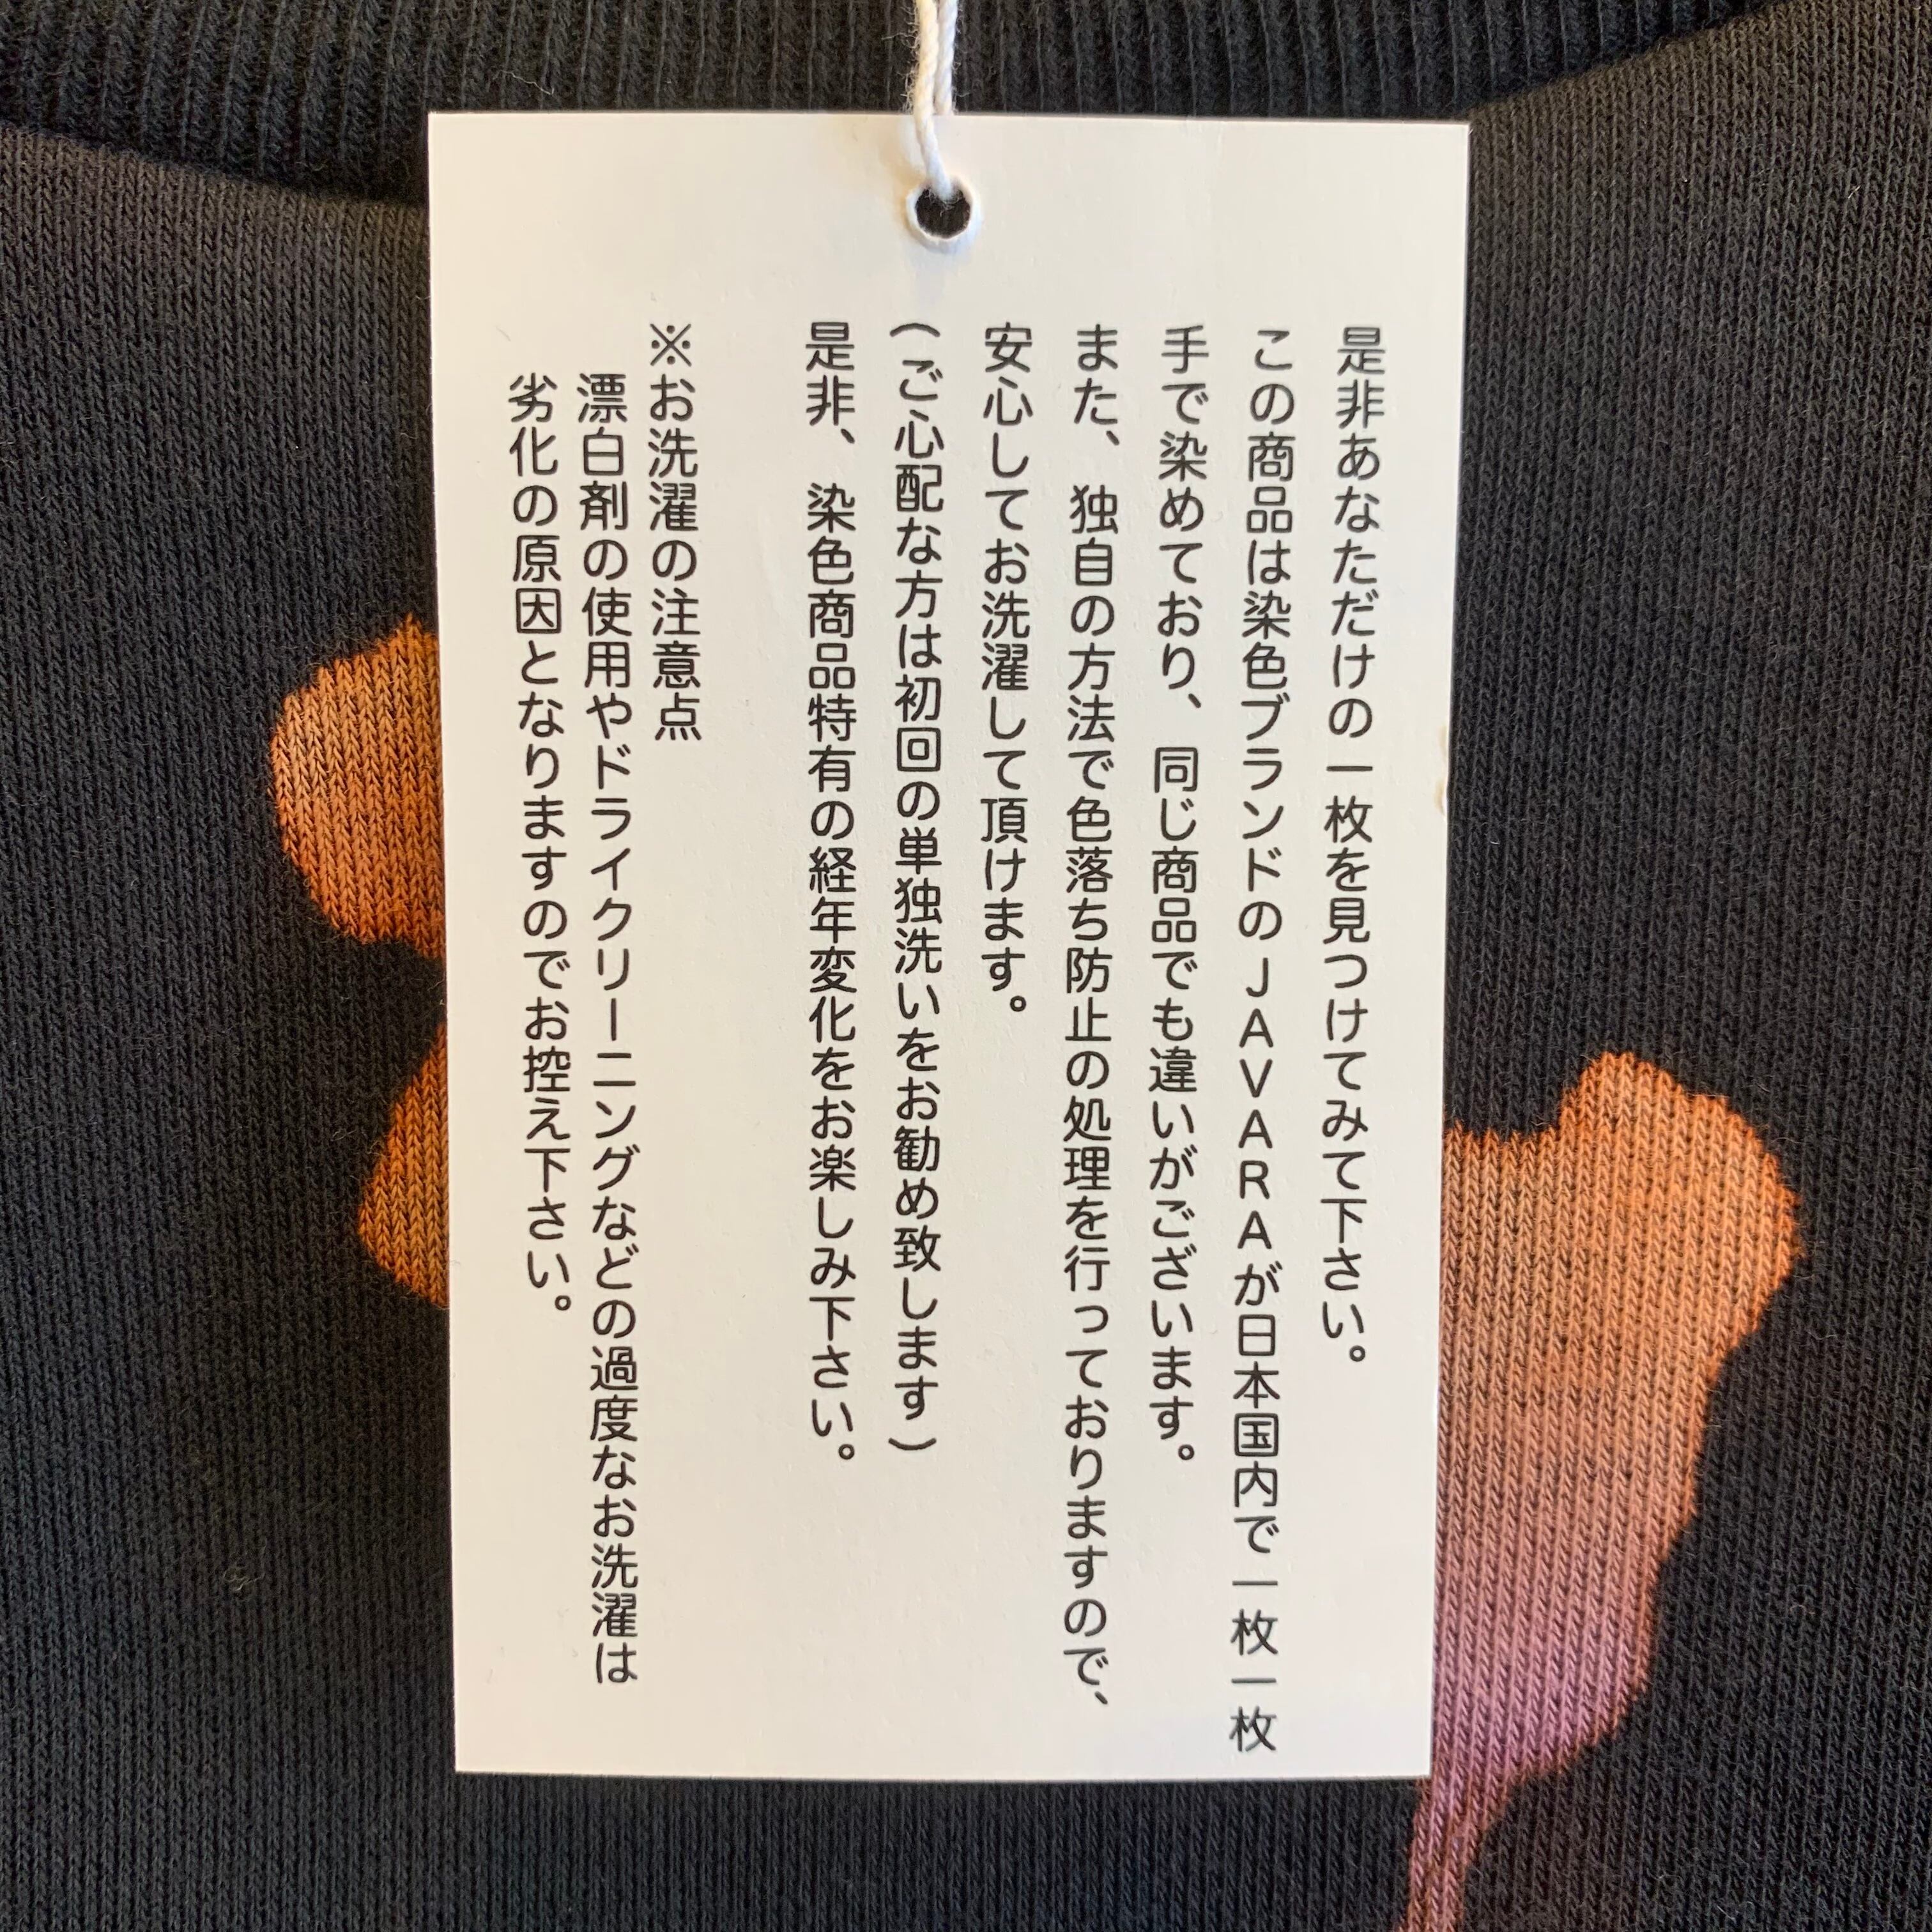 是非あなただけの一枚を見つけてみて下さい。
この商品は染色ブランドのJAVARAが日本国内で一枚一枚
手で染めており、同じ商品でも違いがございます。
また、独自の方法で色落ち防止の処理を行っておりますので、
安心してお洗濯して頂けます。
(ご心配な方は初回の単独洗いをお勧め致します)
是非、染色商品特有の経年変化をお楽しみ下さい。
※お洗濯の注意点
漂白剤の使用やドライクリーニングなどの過度なお洗濯は
劣化の原因となりますのでお控え下さい。